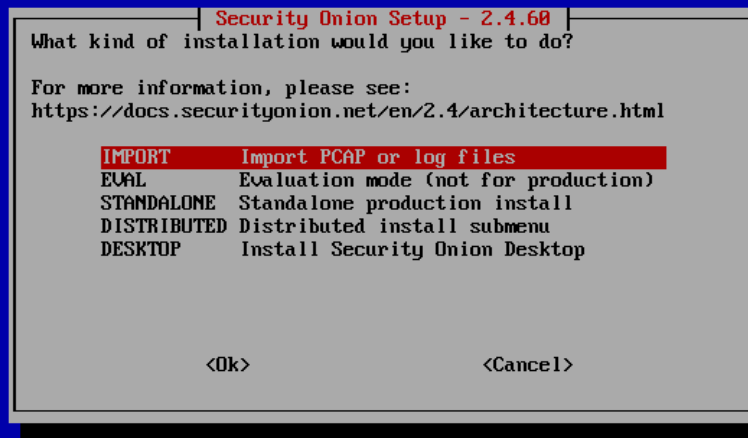 Security Onion Setup - 2.4.60
What kind of installation would you like to do?
For more information, please see:
https://docs.securityonion.net/en/2.4/architecture.html
IMPORT Import PCAP or log files
EVAL Evaluation mode (not for production)
STANDALONE Standalone production install
DISTRIBUTED Distributed install submenu
DESKTOP Install Security Onion Desktop
<Ok> <Cancel>